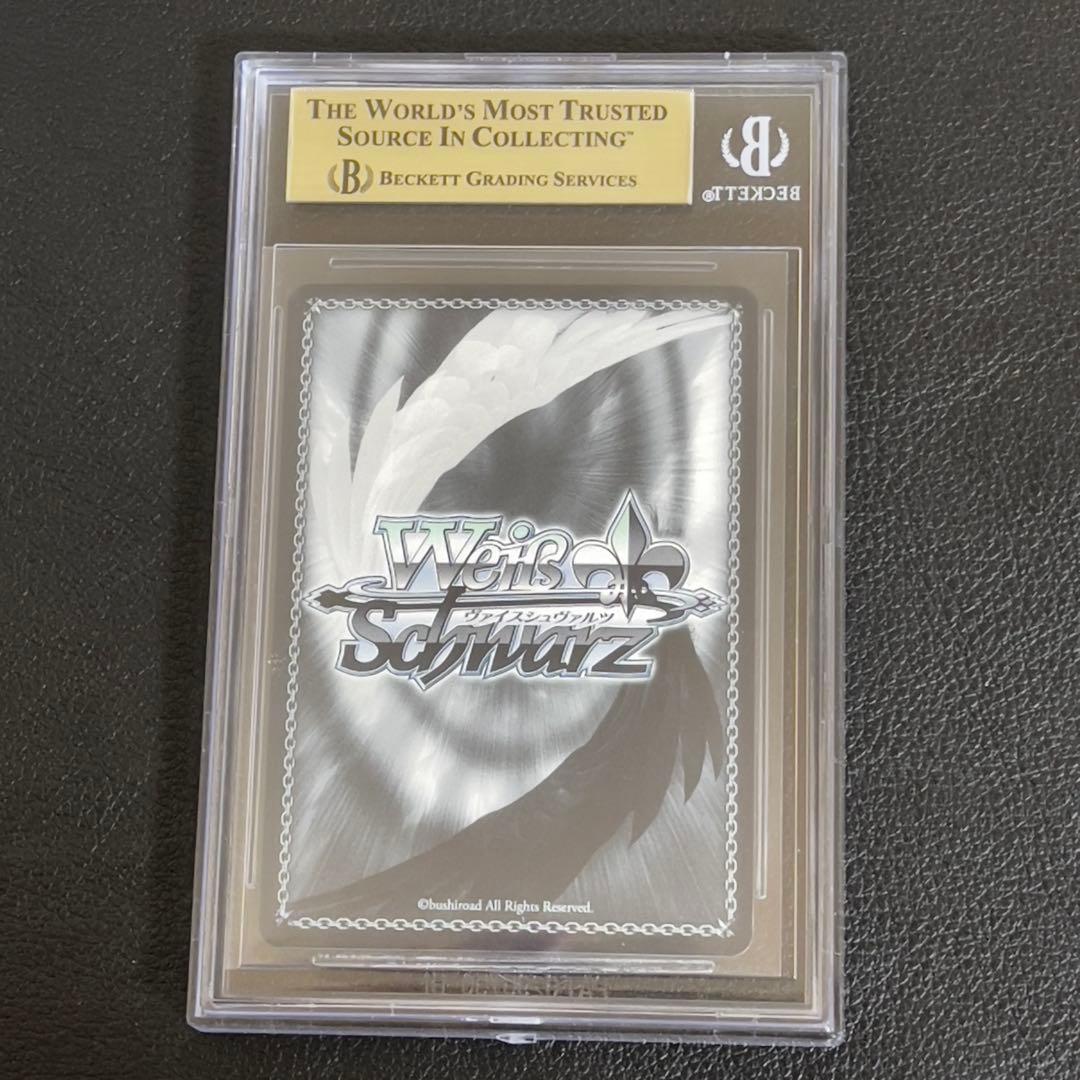 THE WORLD'S MOST TRUSTED
SOURCE IN COLLECTING™
B BECKETT GRADING SERVICES
B
BECKETT®
Weiß
ヴァイスシュヴァルツ
Schwarz
©bushiroad All Rights Reserved.